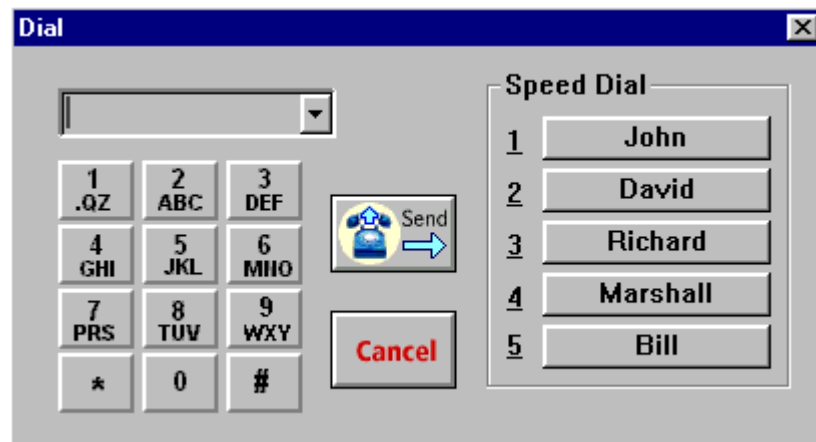 Dial
Speed Dial
1 John
2 David
3 Richard
4 Marshall
5 Bill
1
.QZ
2
ABC
3
DEF
4
GHI
5
JKL
6
MNO
7
PRS
8
TUV
9
WXY
*
0
#
Send
Cancel